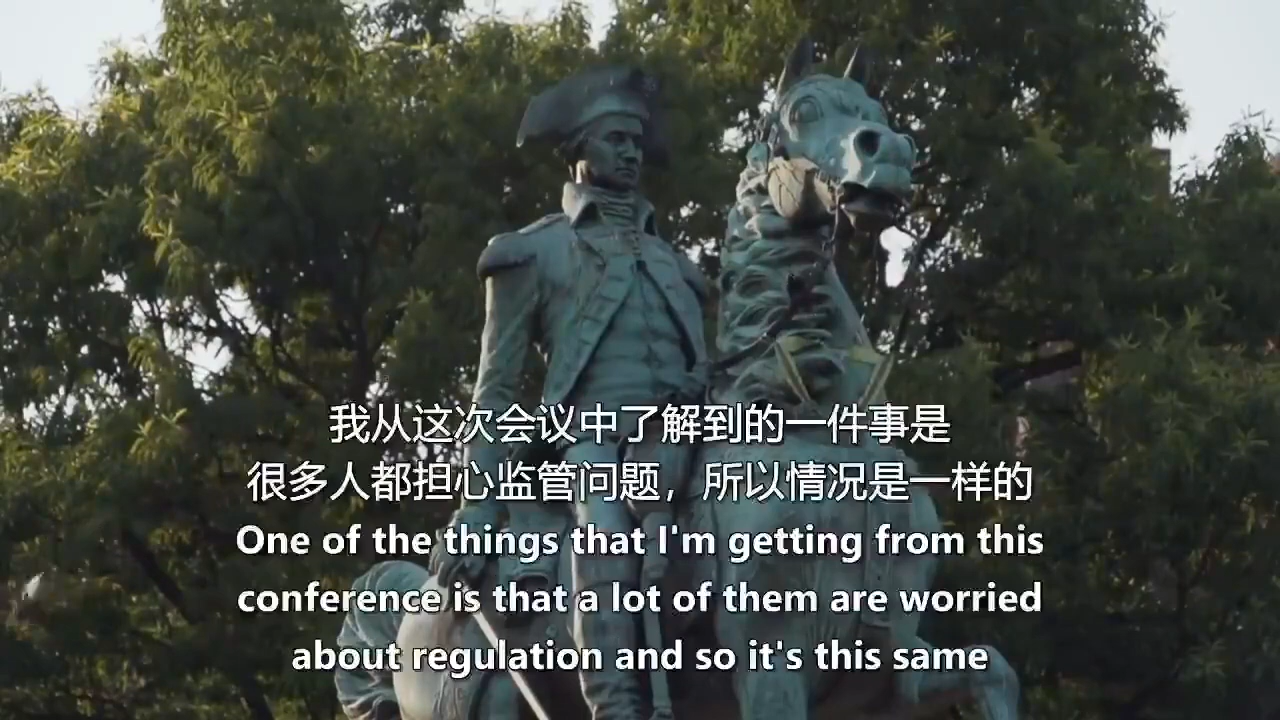 我从这次会议中了解到的一件事是
很多人都担心监管问题，所以情况是一样的
One of the things that I'm getting from this
conference is that a lot of them are worried
about regulation and so it's this same